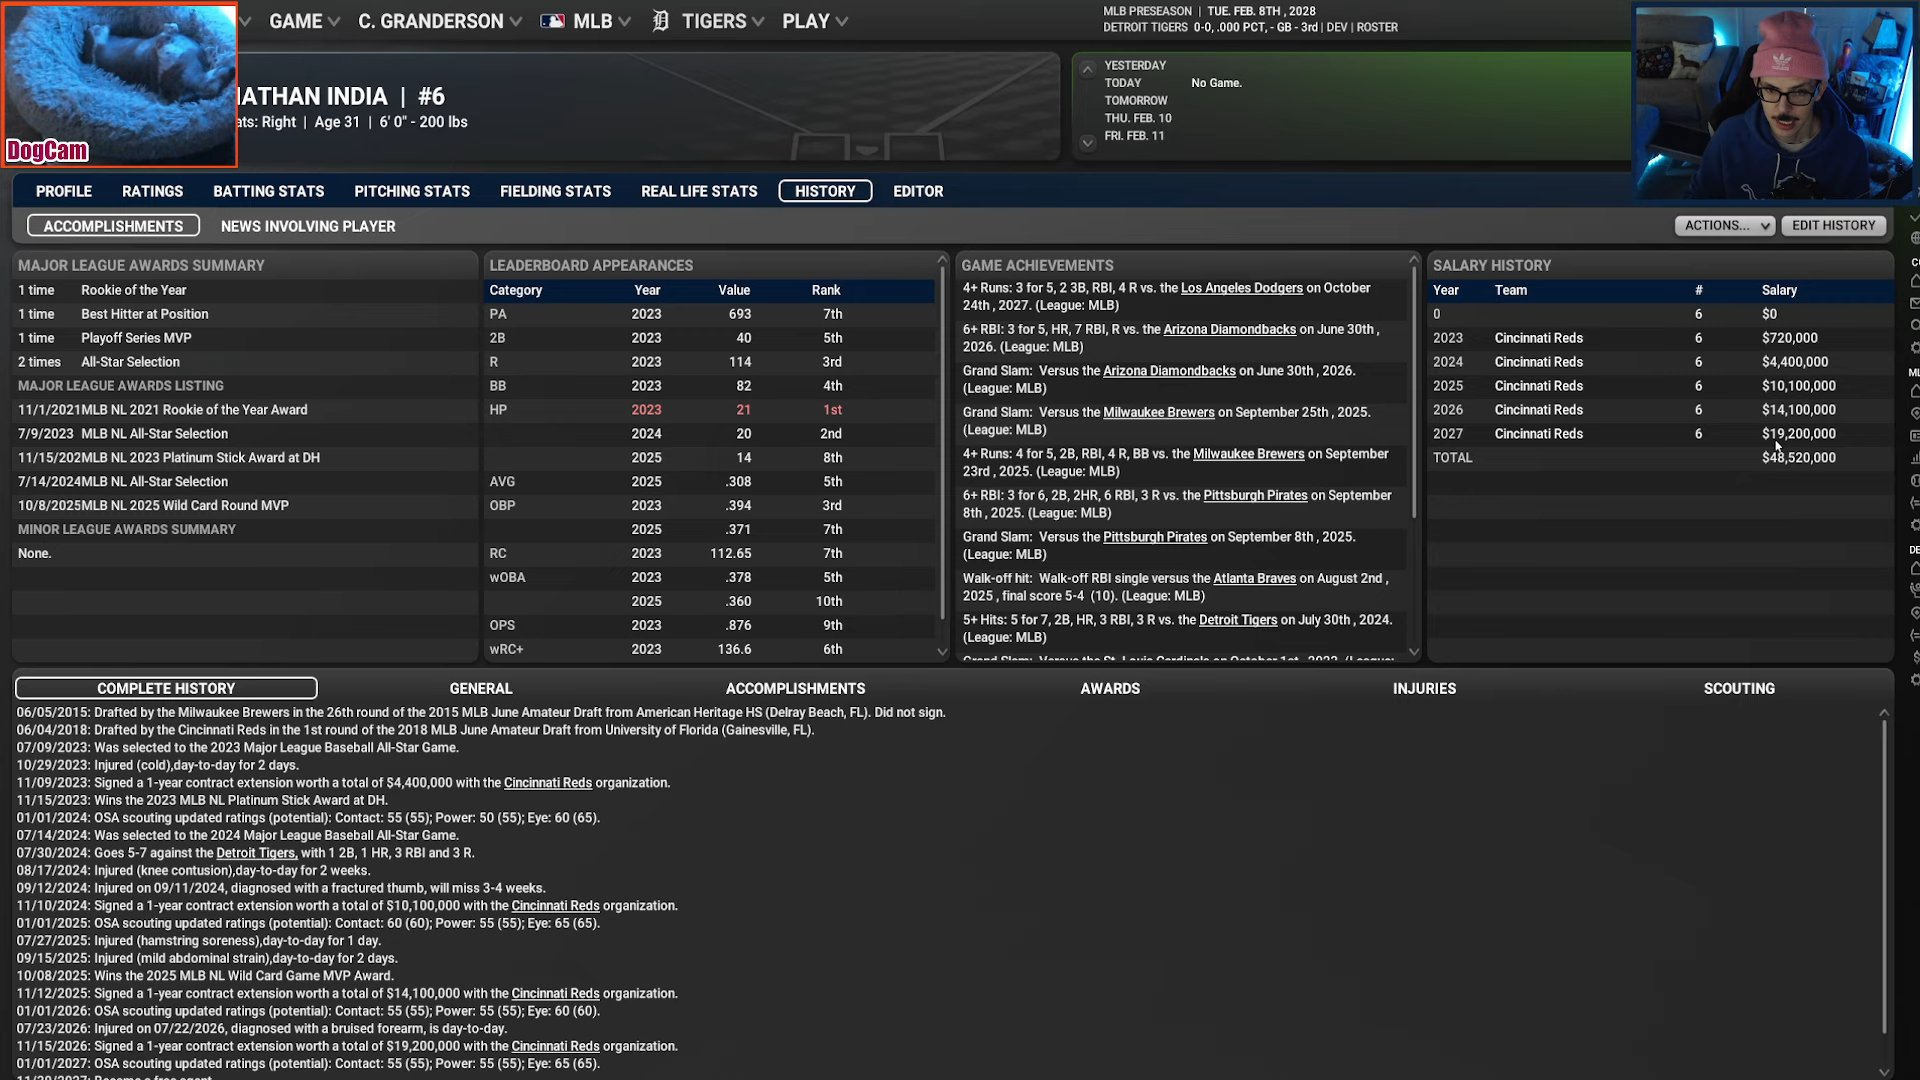 GAME C. GRANDERSON MLB TIGERS PLAY
MLB PRESEASON | TUE. FEB. 8TH , 2028
DETROIT TIGERS 0-0, .000 PCT, - GB - 3rd | DEV | ROSTER
DogCam
ATHAN INDIA | #6
ats: Right | Age 31 | 6' 0" - 200 lbs
YESTERDAY
TODAY No Game.
TOMORROW
THU. FEB. 10
FRI. FEB. 11
PROFILE RATINGS BATTING STATS PITCHING STATS FIELDING STATS REAL LIFE STATS HISTORY EDITOR
ACCOMPLISHMENTS NEWS INVOLVING PLAYER ACTIONS... EDIT HISTORY
MAJOR LEAGUE AWARDS SUMMARY
1 time Rookie of the Year
1 time Best Hitter at Position
1 time Playoff Series MVP
2 times All-Star Selection
MAJOR LEAGUE AWARDS LISTING
11/1/2021MLB NL 2021 Rookie of the Year Award
7/9/2023 MLB NL All-Star Selection
11/15/202MLB NL 2023 Platinum Stick Award at DH
7/14/2024MLB NL All-Star Selection
10/8/2025MLB NL 2025 Wild Card Round MVP
MINOR LEAGUE AWARDS SUMMARY
None.
LEADERBOARD APPEARANCES
Category Year Value Rank
PA 2023 693 7th
2B 2023 40 5th
R 2023 114 3rd
BB 2023 82 4th
HP 2023 21 1st
2024 20 2nd
2025 14 8th
AVG 2025 .308 5th
OBP 2023 .394 3rd
2025 .371 7th
RC 2023 112.65 7th
wOBA 2023 .378 5th
2025 .360 10th
OPS 2023 .876 9th
wRC+ 2023 136.6 6th
GAME ACHIEVEMENTS
4+ Runs: 3 for 5, 2 3B, RBI, 4 R vs. the Los Angeles Dodgers on October
24th , 2027. (League: MLB)
6+ RBI: 3 for 5, HR, 7 RBI, R vs. the Arizona Diamondbacks on June 30th ,
2026. (League: MLB)
Grand Slam: Versus the Arizona Diamondbacks on June 30th , 2026.
(League: MLB)
Grand Slam: Versus the Milwaukee Brewers on September 25th , 2025.
(League: MLB)
4+ Runs: 4 for 5, 2B, RBI, 4 R, BB vs. the Milwaukee Brewers on September
23rd , 2025. (League: MLB)
6+ RBI: 3 for 6, 2B, 2HR, 6 RBI, 3 R vs. the Pittsburgh Pirates on September
8th , 2025. (League: MLB)
Grand Slam: Versus the Pittsburgh Pirates on September 8th , 2025.
(League: MLB)
Walk-off hit: Walk-off RBI single versus the Atlanta Braves on August 2nd ,
2025 , final score 5-4 (10). (League: MLB)
5+ Hits: 5 for 7, 2B, HR, 3 RBI, 3 R vs. the Detroit Tigers on July 30th , 2024.
(League: MLB)
SALARY HISTORY
Year Team # Salary
0 6 $0
2023 Cincinnati Reds 6 $720,000
2024 Cincinnati Reds 6 $4,400,000
2025 Cincinnati Reds 6 $10,100,000
2026 Cincinnati Reds 6 $14,100,000
2027 Cincinnati Reds 6 $19,200,000
TOTAL $48,520,000
COMPLETE HISTORY GENERAL ACCOMPLISHMENTS AWARDS INJURIES SCOUTING
06/05/2015: Drafted by the Milwaukee Brewers in the 26th round of the 2015 MLB June Amateur Draft from American Heritage HS (Delray Beach, FL). Did not sign.
06/04/2018: Drafted by the Cincinnati Reds in the 1st round of the 2018 MLB June Amateur Draft from University of Florida (Gainesville, FL).
07/09/2023: Was selected to the 2023 Major League Baseball All-Star Game.
10/29/2023: Injured (cold),day-to-day for 2 days.
11/09/2023: Signed a 1-year contract extension worth a total of $4,400,000 with the Cincinnati Reds organization.
11/15/2023: Wins the 2023 MLB NL Platinum Stick Award at DH.
01/01/2024: OSA scouting updated ratings (potential): Contact: 55 (55); Power: 50 (55); Eye: 60 (65).
07/14/2024: Was selected to the 2024 Major League Baseball All-Star Game.
07/30/2024: Goes 5-7 against the Detroit Tigers, with 1 2B, 1 HR, 3 RBI and 3 R.
08/17/2024: Injured (knee contusion),day-to-day for 2 weeks.
09/12/2024: Injured on 09/11/2024, diagnosed with a fractured thumb, will miss 3-4 weeks.
11/10/2024: Signed a 1-year contract extension worth a total of $10,100,000 with the Cincinnati Reds organization.
01/01/2025: OSA scouting updated ratings (potential): Contact: 60 (60); Power: 55 (55); Eye: 65 (65).
07/27/2025: Injured (hamstring soreness),day-to-day for 1 day.
09/15/2025: Injured (mild abdominal strain),day-to-day for 2 days.
10/08/2025: Wins the 2025 MLB NL Wild Card Game MVP Award.
11/12/2025: Signed a 1-year contract extension worth a total of $14,100,000 with the Cincinnati Reds organization.
01/01/2026: OSA scouting updated ratings (potential): Contact: 55 (55); Power: 55 (55); Eye: 60 (60).
07/23/2026: Injured on 07/22/2026, diagnosed with a bruised forearm, is day-to-day.
11/15/2026: Signed a 1-year contract extension worth a total of $19,200,000 with the Cincinnati Reds organization.
01/01/2027: OSA scouting updated ratings (potential): Contact: 55 (55); Power: 55 (55); Eye: 60 (65).